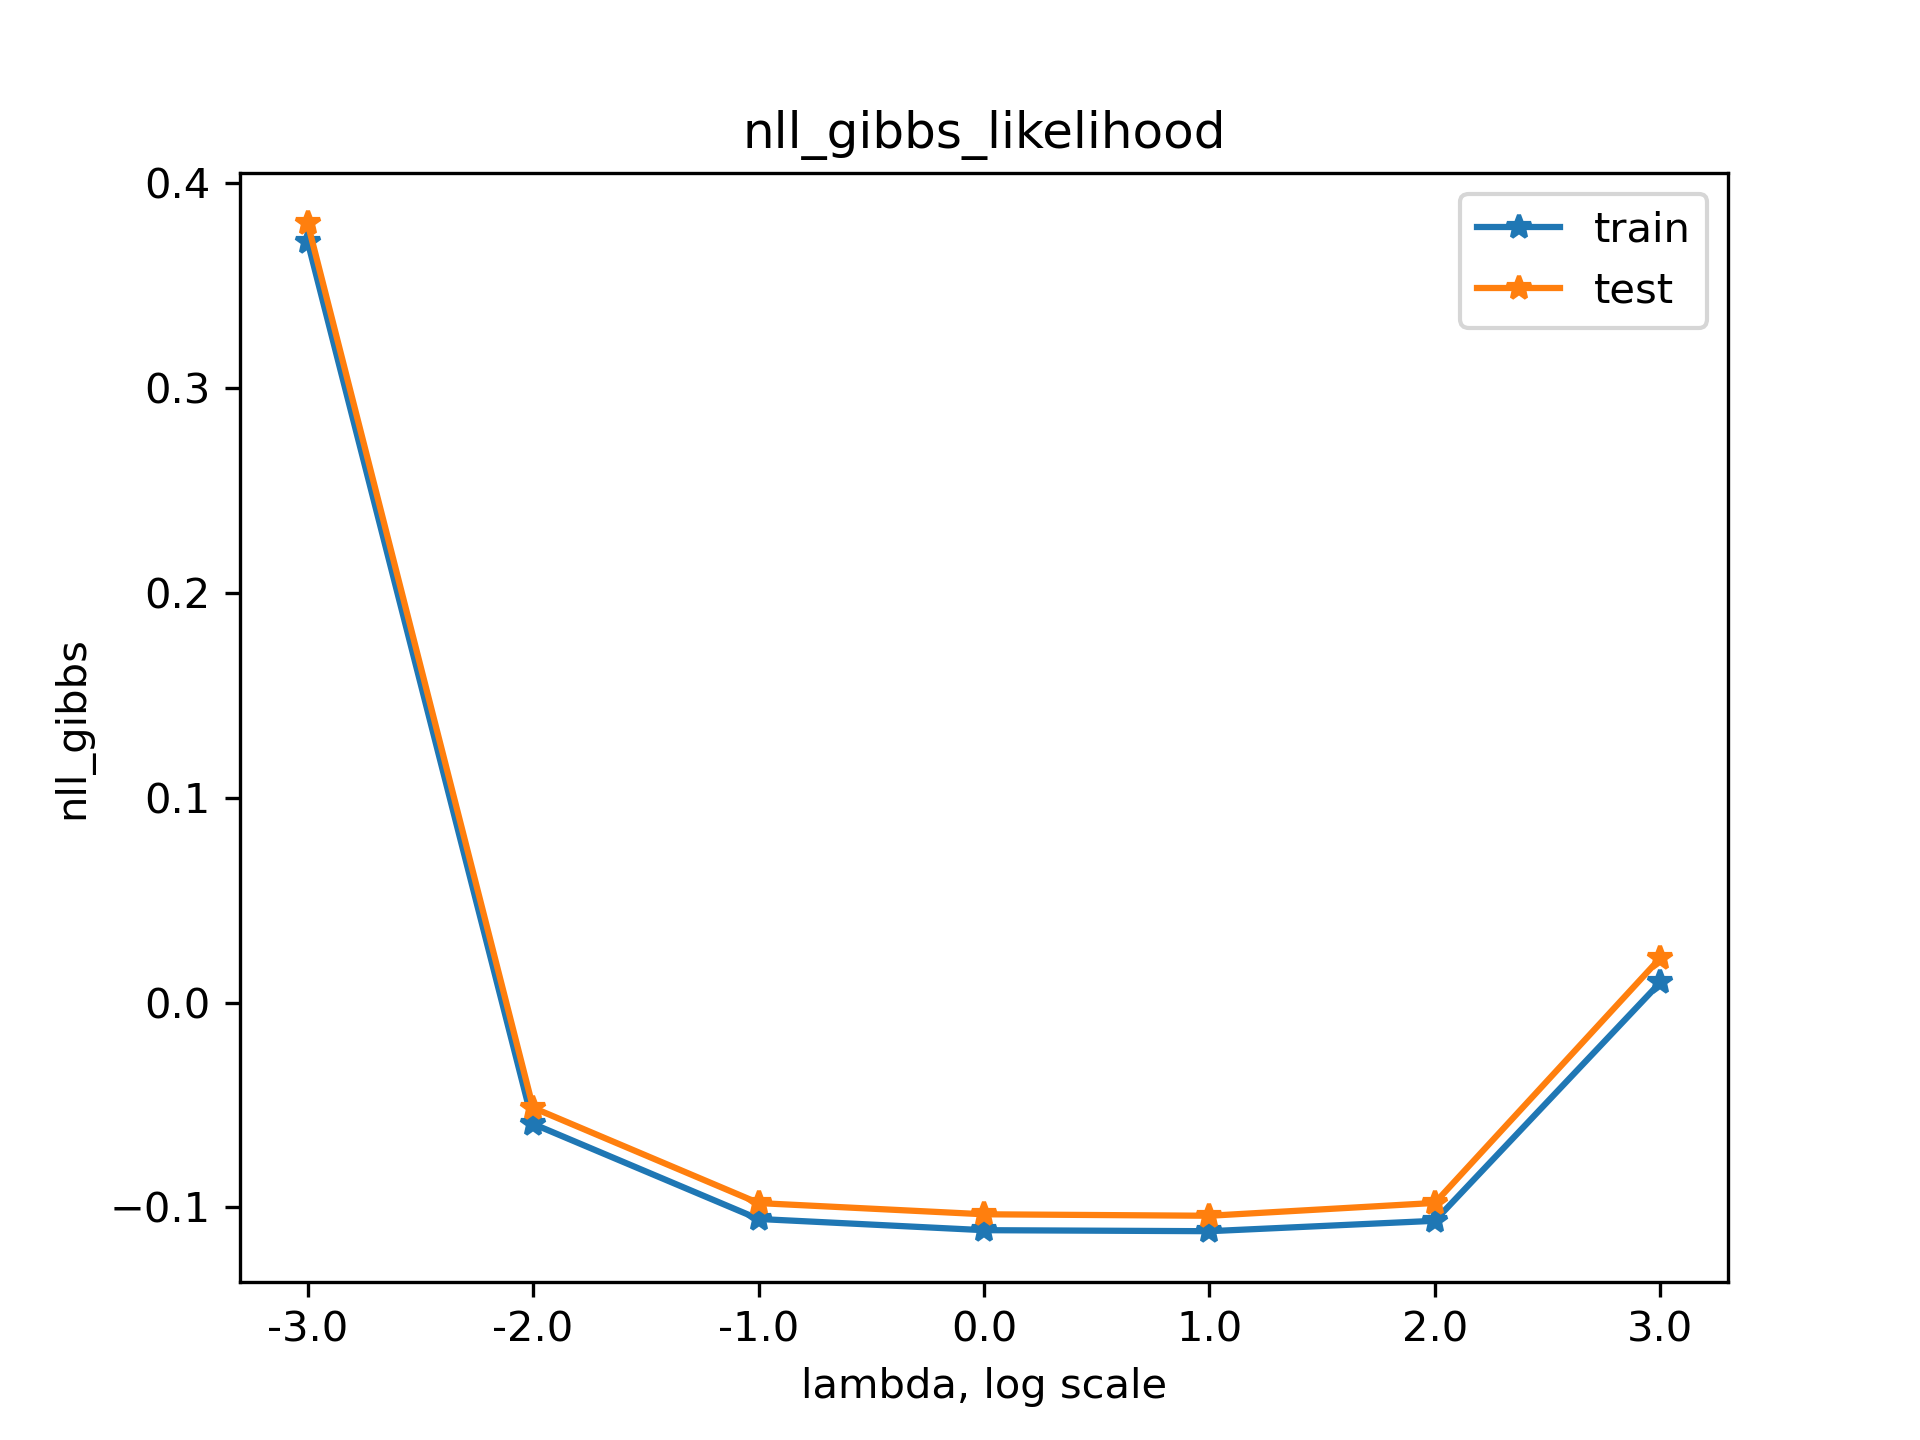 nll_gibbs_likelihood
0.4
0.3
0.2
0.1
0.0
−0.1
nll_gibbs
train
test
-3.0 -2.0 -1.0 0.0 1.0 2.0 3.0
lambda, log scale